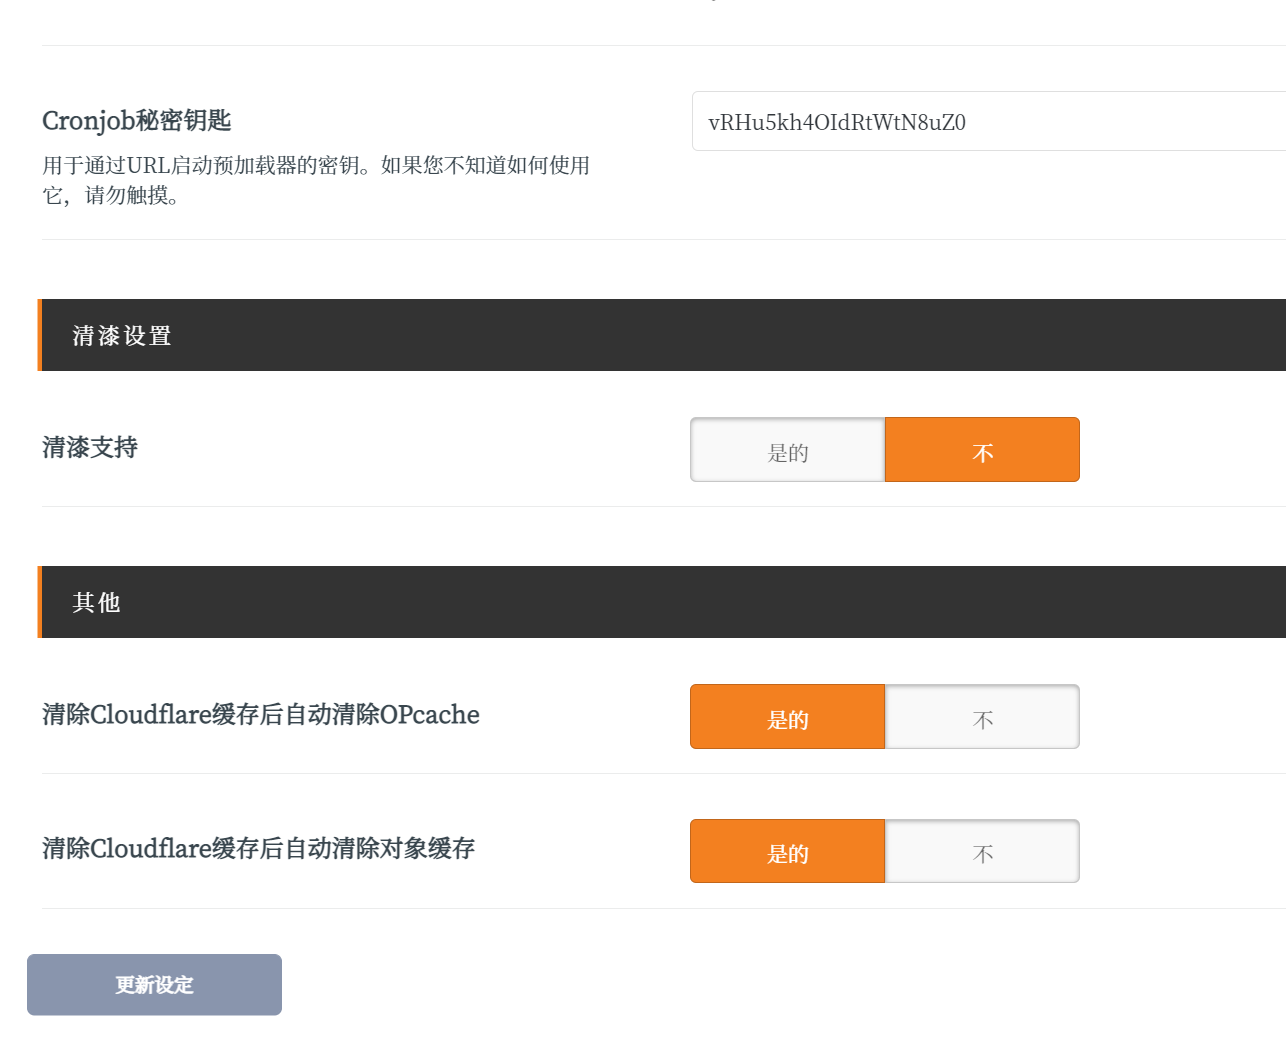 Cronjob秘密钥匙
vRHu5kh4OIdRtWtN8uZ0
用于通过URL启动预加载器的密钥。如果您不知道如何使用
它，请勿触摸。
清漆设置
清漆支持
是的
不
其他
清除Cloudflare缓存后自动清除OPcache
是的
不
清除Cloudflare缓存后自动清除对象缓存
是的
不
更新设定